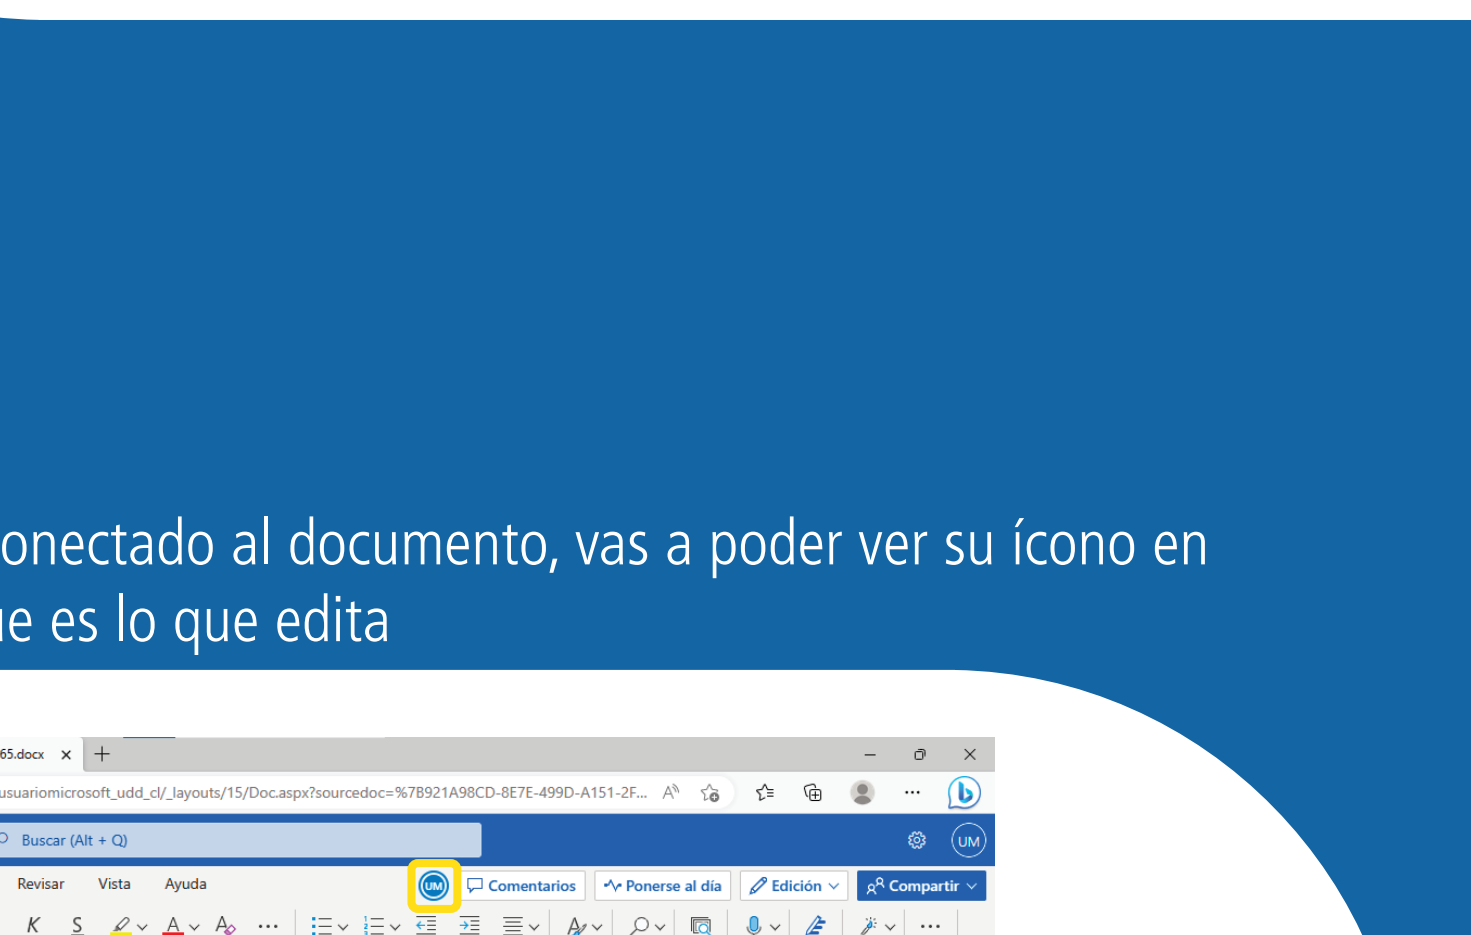 onectado al documento, vas a poder ver su ícono en
ue es lo que edita
65.docx
usuariomicrosoft_udd_cl/_layouts/15/Doc.aspx?sourcedoc=%7B921A98CD-8E7E-499D-A151-2F...
Buscar (Alt + Q)
UM
Revisar Vista Ayuda UM Comentarios Ponerse al día Edición Compartir
K S A A A